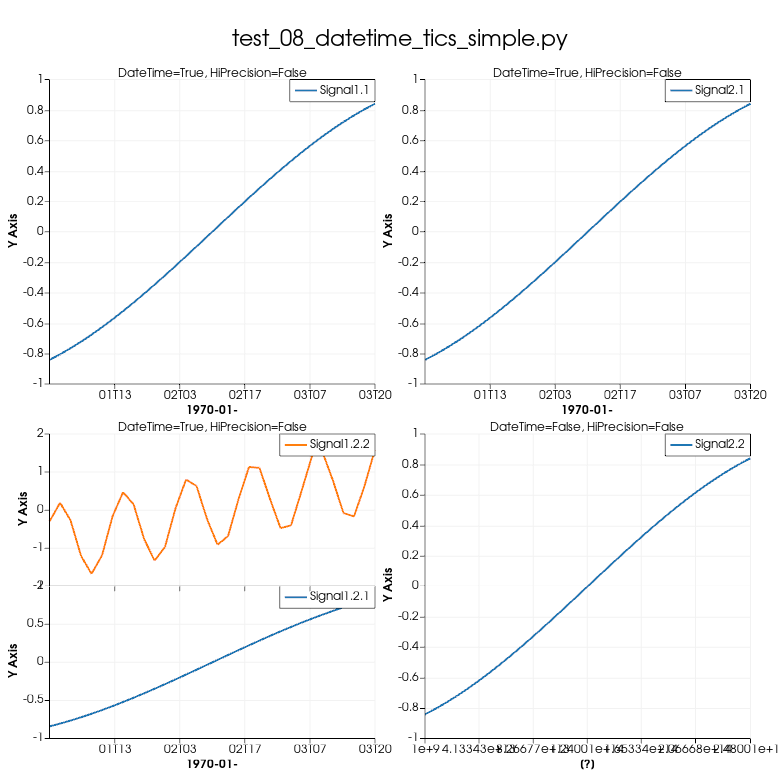 test_08_datetime_tics_simple.py
DateTime=True, HiPrecision=False
Signal1.1
1
0.8
0.6
0.4
0.2
0
-0.2
-0.4
-0.6
-0.8
-1
Y Axis
01T13 02T03 02T17 03T07 03T20
1970-01-
DateTime=True, HiPrecision=False
Signal2.1
1
0.8
0.6
0.4
0.2
0
-0.2
-0.4
-0.6
-0.8
-1
Y Axis
01T13 02T03 02T17 03T07 03T20
1970-01-
DateTime=True, HiPrecision=False
Signal1.2.2
2
1
0
-1
Y Axis
Signal1.2.1
0.5
0
-0.5
-1
Y Axis
01T13 02T03 02T17 03T07 03T20
1970-01-
DateTime=False, HiPrecision=False
Signal2.2
1
0.8
0.6
0.4
0.2
0
-0.2
-0.4
-0.6
-0.8
-1
Y Axis
1e+9
(?)